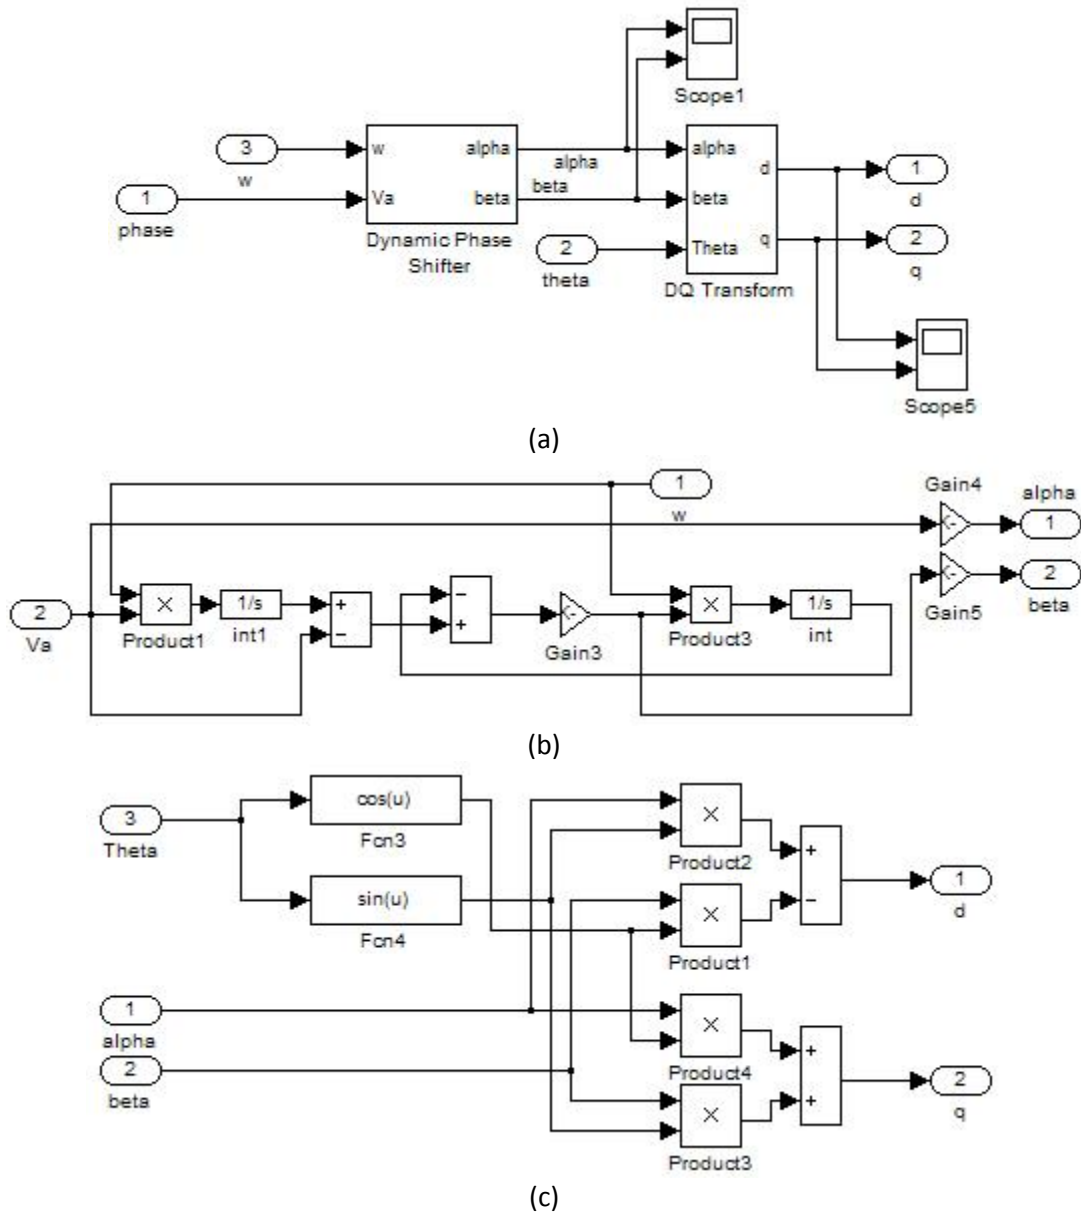 Scope1
3
w
alpha
alpha
alpha
d
1
w
alpha
d
1
Va
beta
beta
beta
phase
Dynamic Phase
Shifter
2
Theta
q
2
theta
DQ Transform
q
Scope5
(a)
1
w
Gain4
alpha
<-
1
2
Va
×
1/s
+
−
−
+
<-
×
1/s
<-
2
Product1
int1
Gain3
Product3
int
Gain5
beta
(b)
3
Theta
cos(u)
Fcn3
×
Product2
+
−
1
d
sin(u)
Fcn4
×
Product1
1
alpha
×
Product4
+
+
2
q
2
beta
×
Product3
(c)